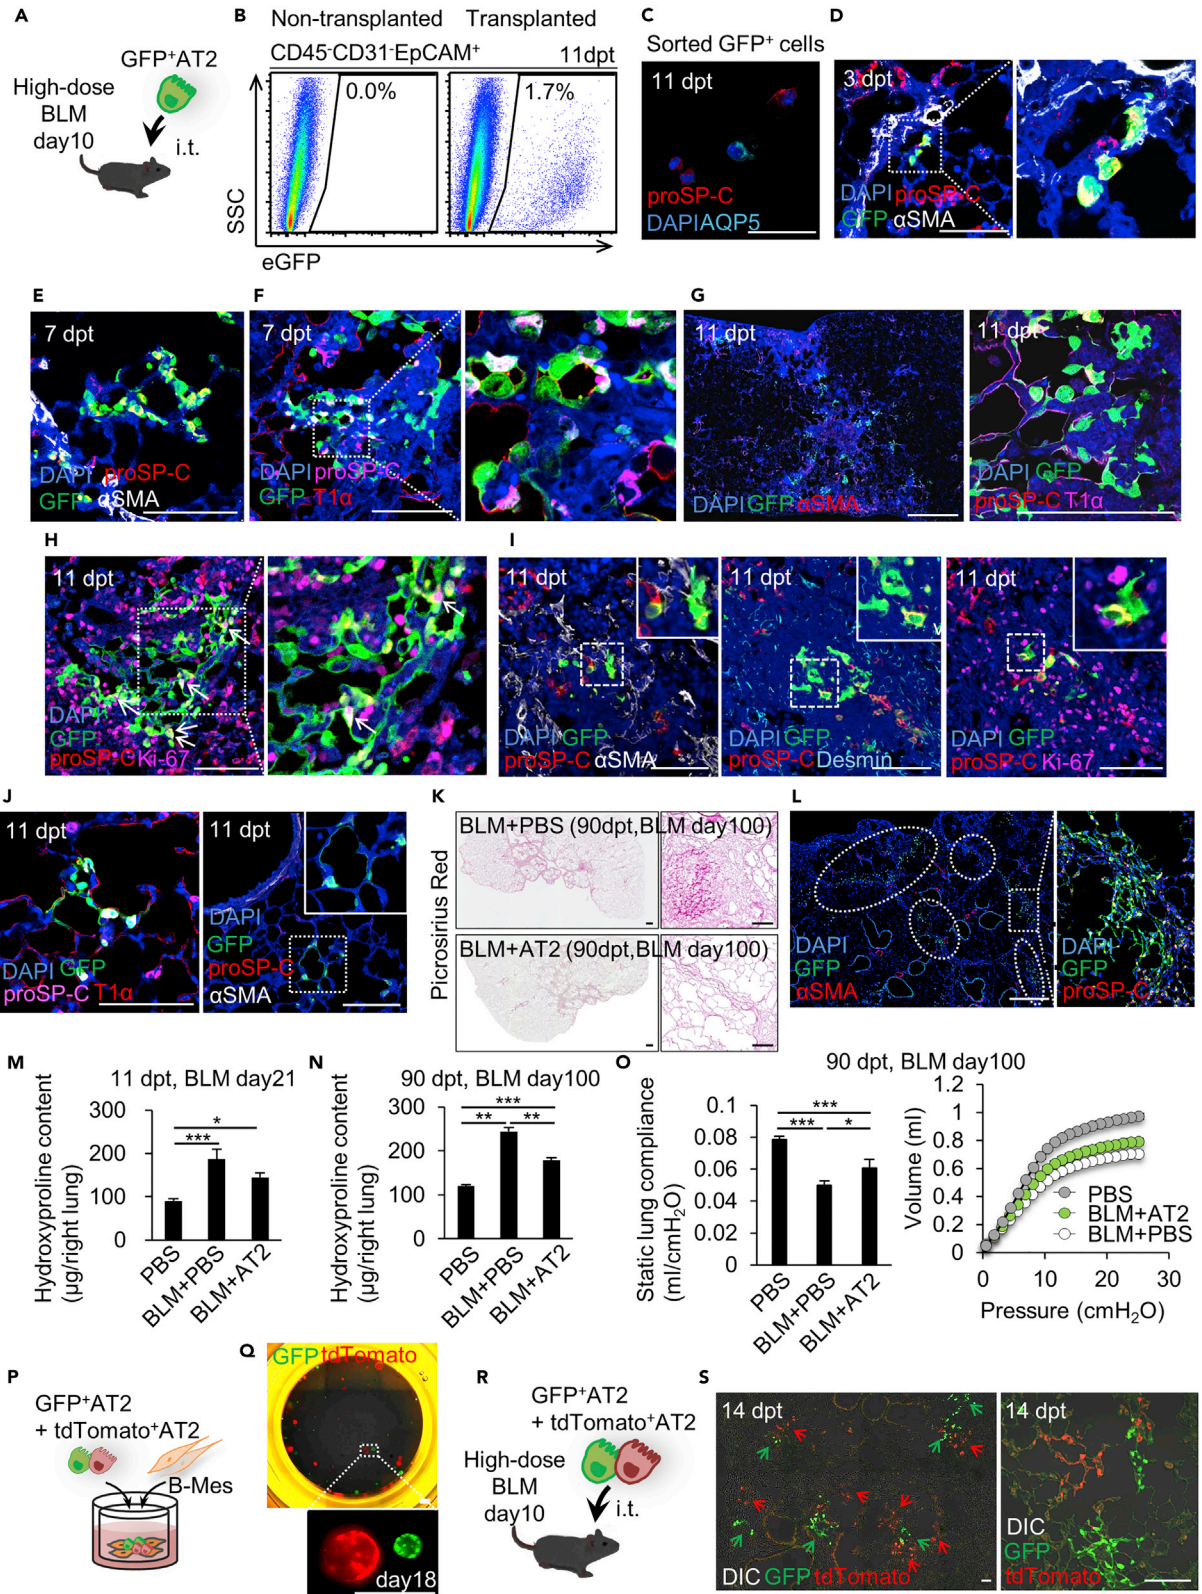 A
GFP+AT2
High-dose
BLM
day10
i.t.
B
Non-transplanted
Transplanted
CD45-CD31-EpCAM+
11dpt
0.0%
1.7%
SSC
eGFP
C
Sorted GFP+ cells
11 dpt
proSP-C
DAPI AQP5
D
3 dpt
DAPI proSP-C
GFP αSMA
E
7 dpt
DAPI proSP-C
GFP αSMA
F
7 dpt
DAPI proSP-C
GFP T1α
G
11 dpt
DAPI GFP αSMA
11 dpt
DAPI GFP
proSP-C T1α
H
11 dpt
DAPI
GFP
proSP-C Ki-67
I
11 dpt
DAPI GFP
proSP-C αSMA
11 dpt
DAPI GFP
proSP-C Desmin
11 dpt
DAPI GFP
proSP-C Ki-67
J
11 dpt
DAPI GFP
proSP-C T1α
11 dpt
DAPI
GFP
proSP-C
αSMA
K
Picrosirius Red
BLM+PBS (90dpt,BLM day100)
BLM+AT2 (90dpt,BLM day100)
L
DAPI
GFP
αSMA
DAPI
GFP
proSP-C
M
11 dpt, BLM day21
Hydroxyproline content
(µg/right lung)
300
200
100
0
*
***
PBS
BLM+PBS
BLM+AT2
N
90 dpt, BLM day100
Hydroxyproline content
(µg/right lung)
300
200
100
0
***
**
**
PBS
BLM+PBS
BLM+AT2
O
90 dpt, BLM day100
Static lung compliance
(ml/cmH2O)
0.1
0.08
0.06
0.04
0.02
0
***
***
*
PBS
BLM+PBS
BLM+AT2
Volume (ml)
1.2
1
0.8
0.6
0.4
0.2
0
PBS
BLM+AT2
BLM+PBS
0
10
20
30
Pressure (cmH2O)
P
GFP+AT2
+ tdTomato+AT2
B-Mes
Q
GFP tdTomato
day18
R
GFP+AT2
+ tdTomato+AT2
High-dose
BLM
day10
i.t.
S
14 dpt
DIC GFP tdTomato
14 dpt
DIC
GFP
tdTomato